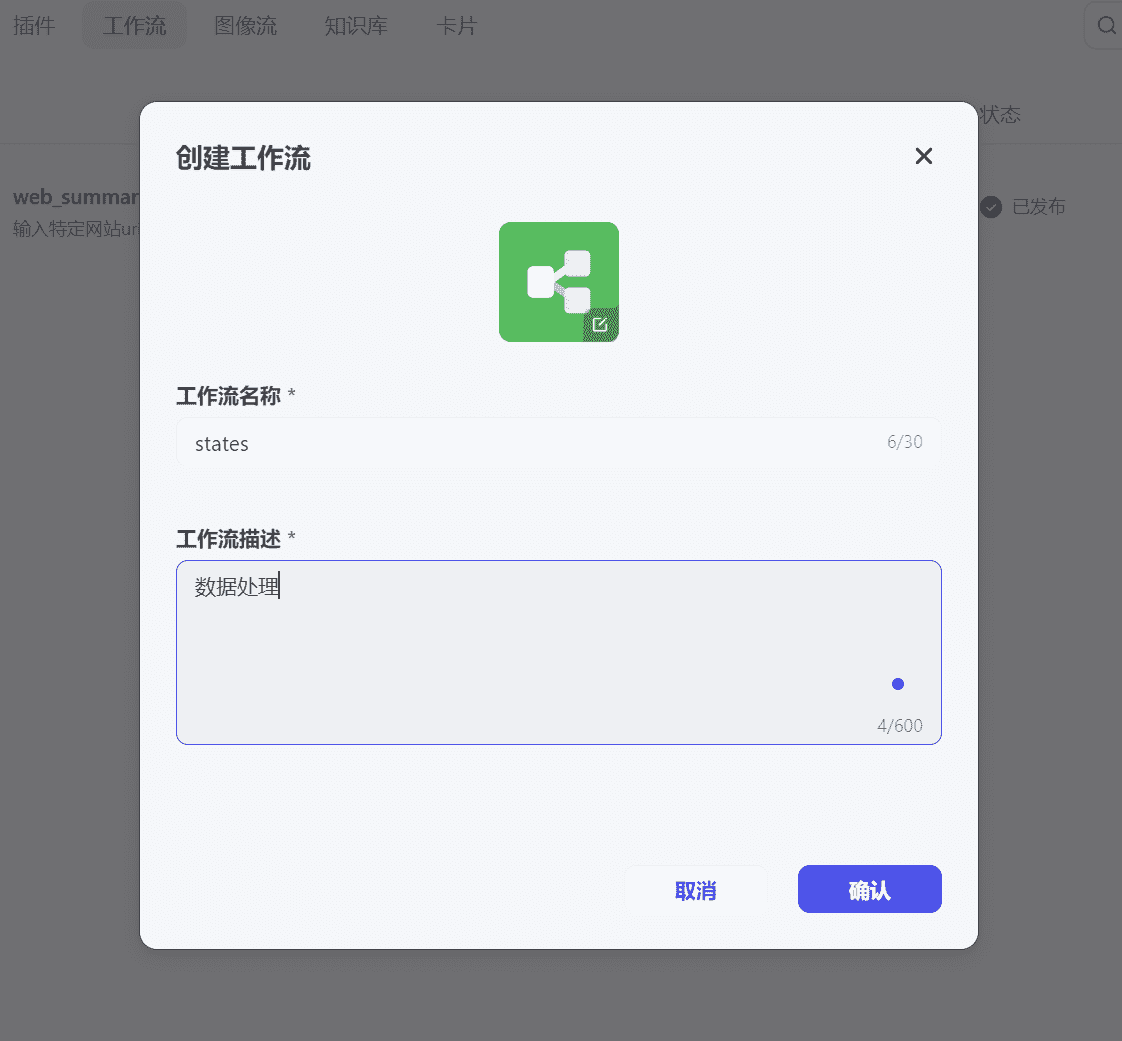 插件 工作流 图像流 知识库 卡片
状态
创建工作流
web_summar
输入特定网站url
已发布
工作流名称 *
states 6/30
工作流描述 *
数据处理
4/600
取消 确认